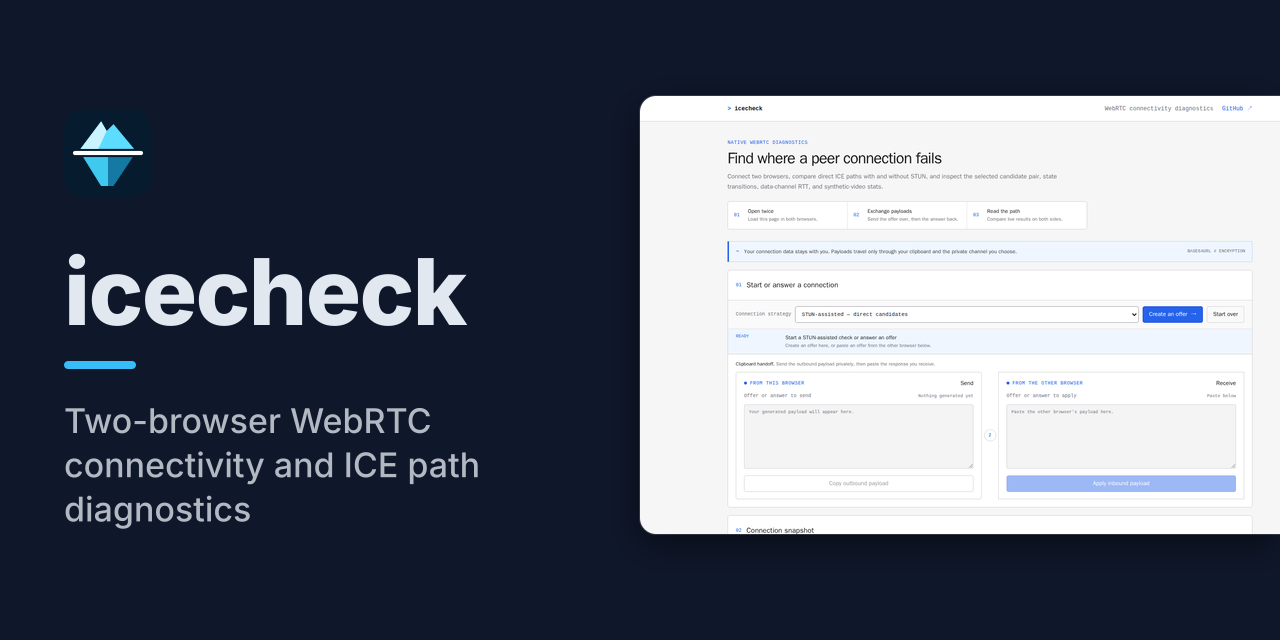 icecheck
Two-browser WebRTC
connectivity and ICE path
diagnostics
> icecheck
WebRTC connectivity diagnostics
GitHub ↗
NATIVE WEBRTC DIAGNOSTICS
Find where a peer connection fails
Connect two browsers, compare direct ICE paths with and without STUN, and inspect the selected candidate pair, state
transitions, data-channel RTT, and synthetic-video stats.
01 Open twice
Load this page in both browsers.
02 Exchange payloads
Send the offer over, then the answer back.
03 Read the path
Compare live results on both sides.
Your connection data stays with you. Payloads travel only through your clipboard and the private channel you choose.
BASE64URL ≠ ENCRYPTION
01 Start or answer a connection
Connection strategy
STUN-assisted — direct candidates
Create an offer →
Start over
READY
Start a STUN-assisted check or answer an offer
Create an offer here, or paste an offer from the other browser below.
Clipboard handoff. Send the outbound payload privately, then paste the response you receive.
FROM THIS BROWSER
Send
Offer or answer to send
Nothing generated yet
Your generated payload will appear here.
Copy outbound payload
FROM THE OTHER BROWSER
Receive
Offer or answer to apply
Paste below
Paste the other browser's payload here.
Apply inbound payload
02 Connection snapshot